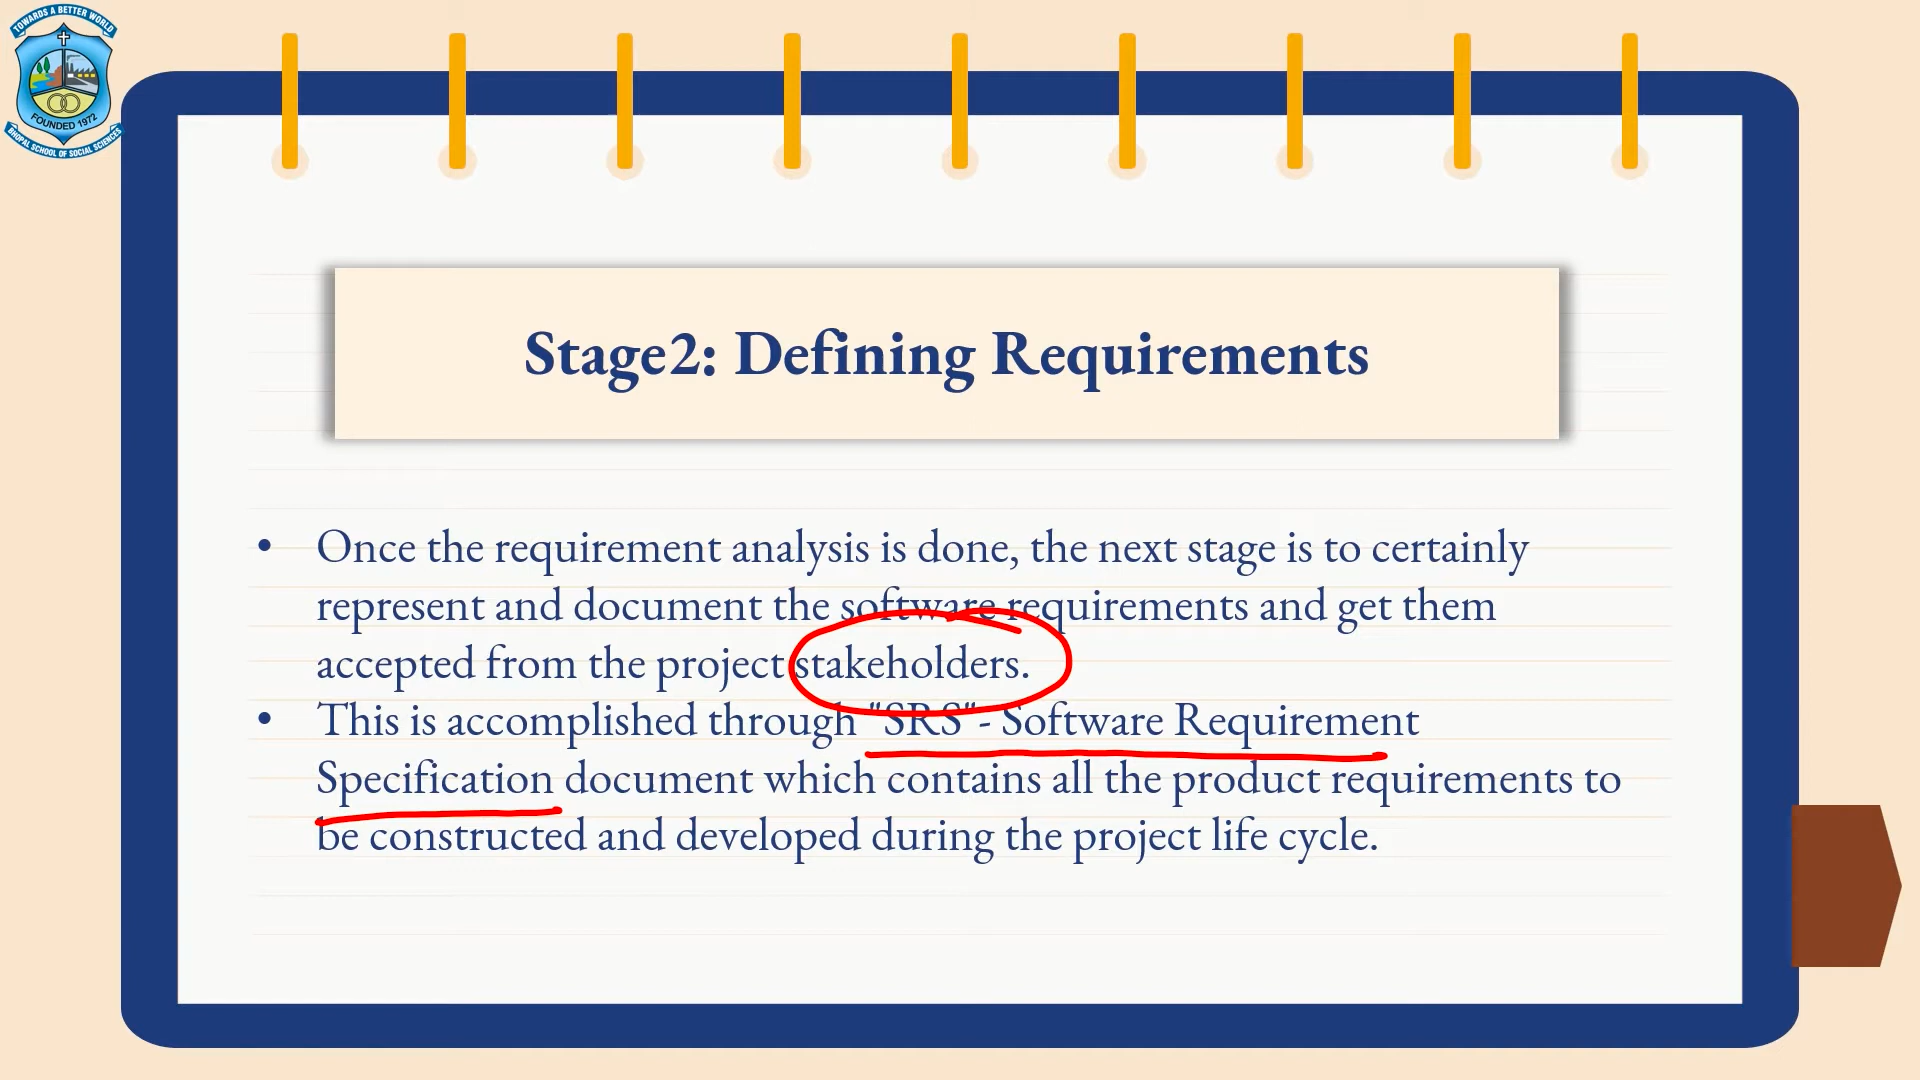 TOWARDS A BETTER WORLD
FOUNDED 1972
BHOPAL SCHOOL OF SOCIAL SCIENCES
Stage2: Defining Requirements
• Once the requirement analysis is done, the next stage is to certainly
represent and document the software requirements and get them
accepted from the project stakeholders.
• This is accomplished through "SRS"- Software Requirement
Specification document which contains all the product requirements to
be constructed and developed during the project life cycle.